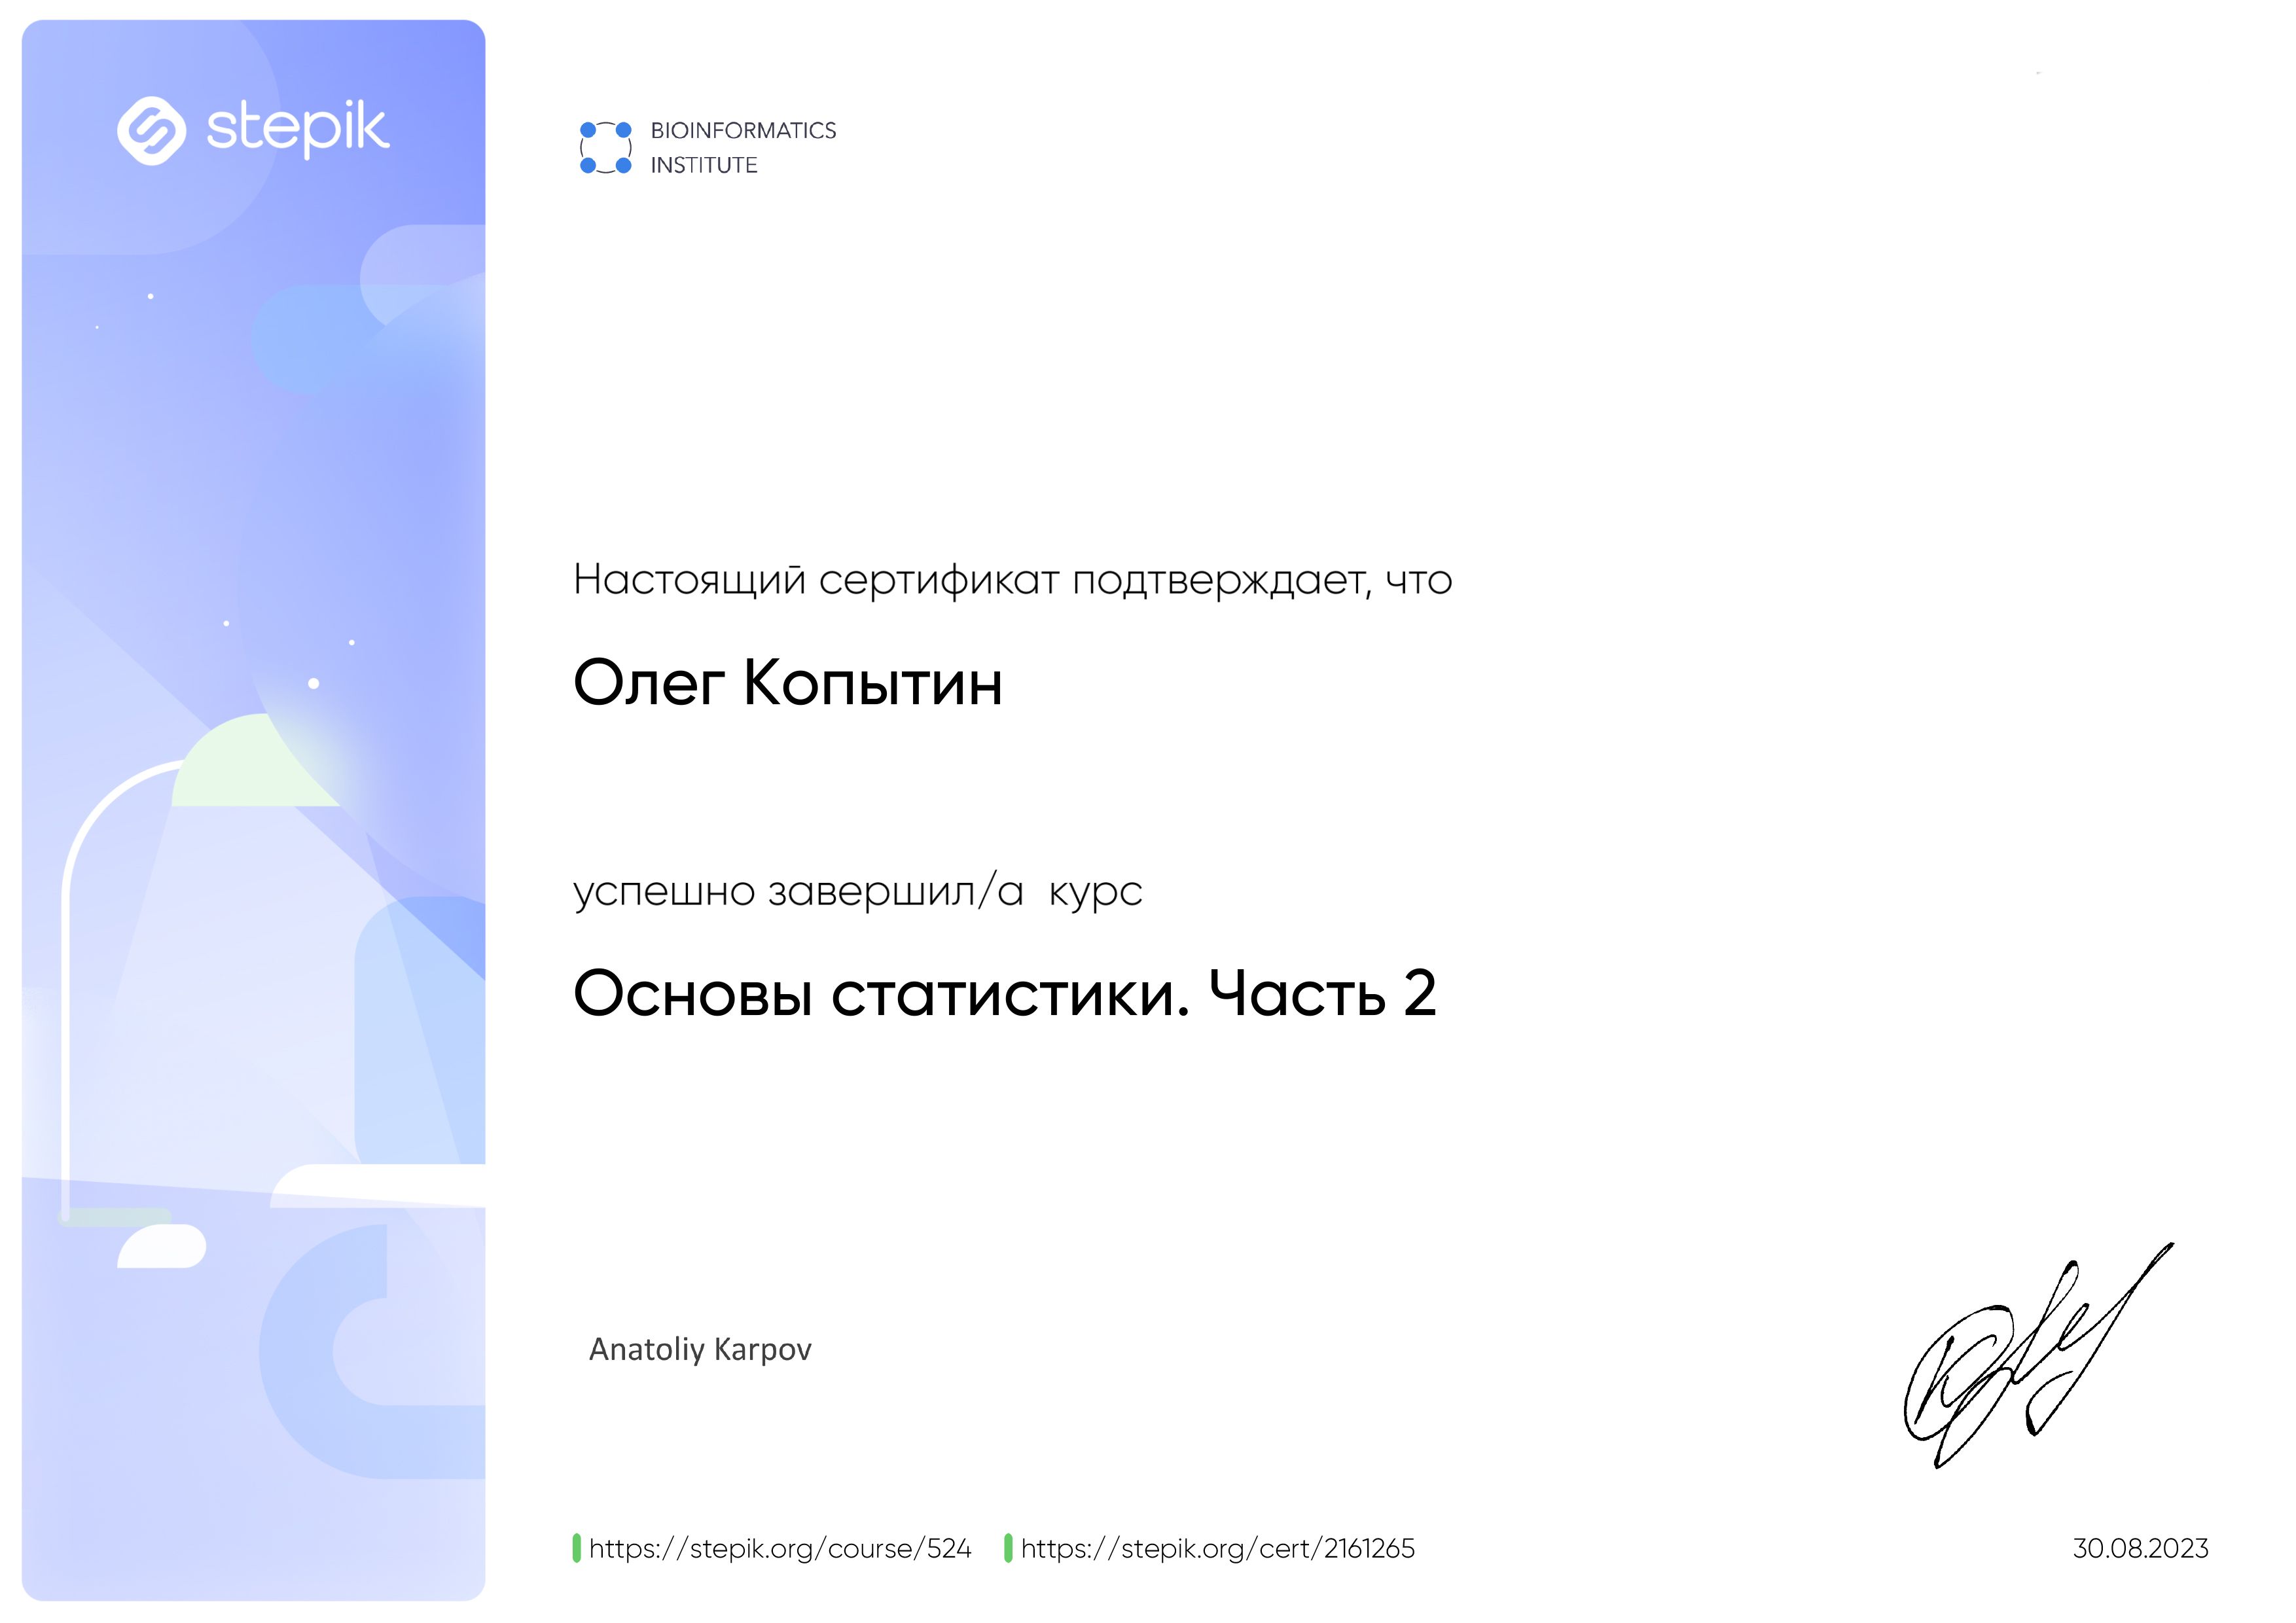 stepik
BIOINFORMATICS
INSTITUTE
Настоящий сертификат подтверждает, что
Олег Копытин
успешно завершил/а курс
Основы статистики. Часть 2
Anatoliy Karpov
https://stepik.org/course/524
https://stepik.org/cert/2161265
30.08.2023